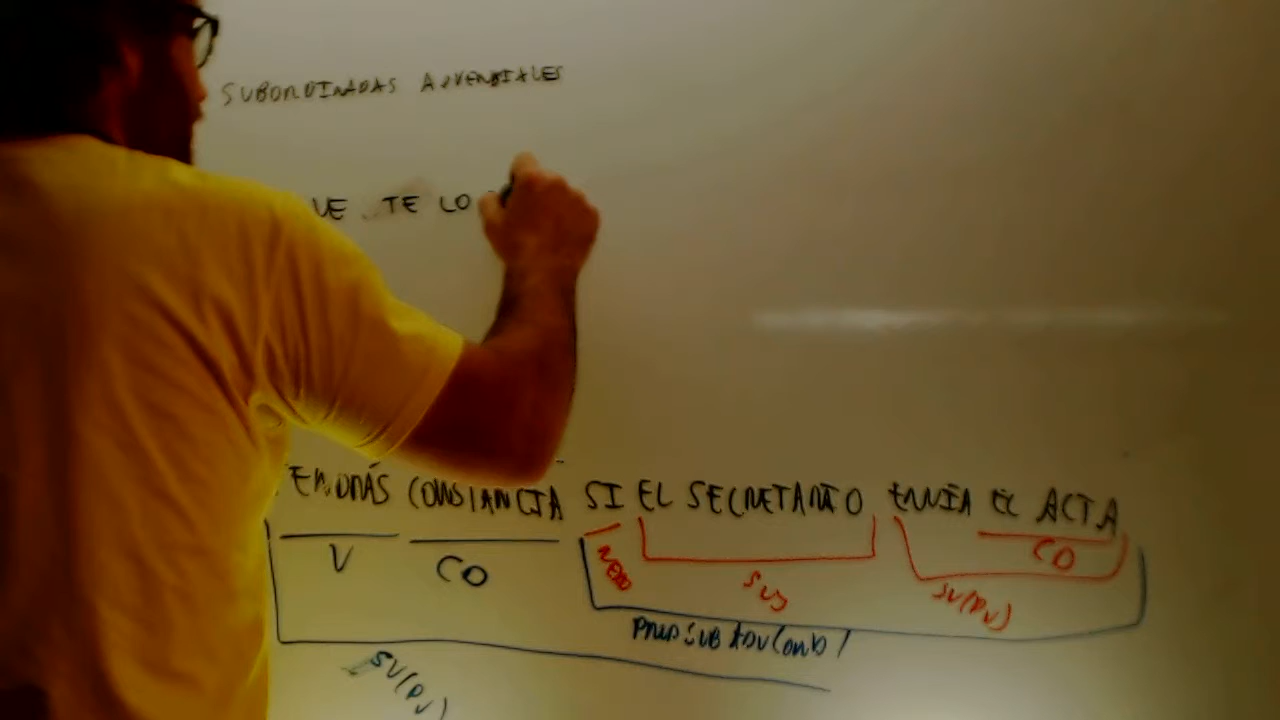 SUBORDINADAS ADVERBIALES
UE TE LO
TENDRÁS CONSTANCIA SI EL SECRETARIO ENVÍA EL ACTA
V CO NEXO SUJ SV(PV) CO
PROP SUB ADV (COND)
SV(PV)